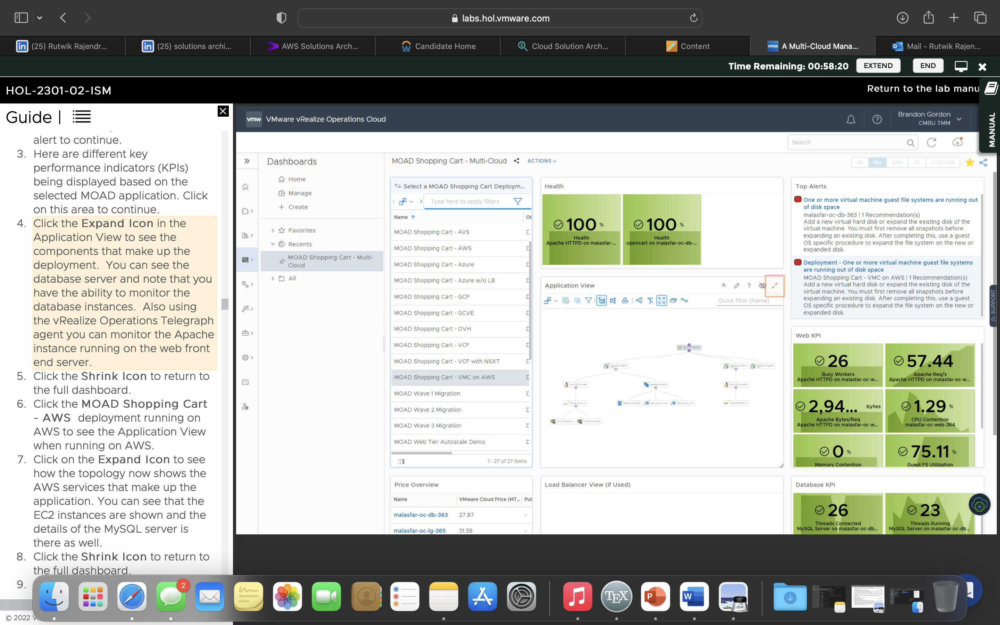 labs.hol.vmware.com
(25) Rutwik Rajendr...
(25) solutions archi...
AWS Solutions Arch...
Candidate Home
Cloud Solution Arch...
Content
vmw A Multi-Cloud Mana...
Mail - Rutwik Rajen...
Time Remaining: 00:58:20
EXTEND
END
HOL-2301-02-ISM
Return to the lab manu
MANUAL
Guide |
alert to continue.
3. Here are different key
performance indicators (KPIs)
being displayed based on the
selected MOAD application. Click
on this area to continue.
4. Click the Expand Icon in the
Application View to see the
components that make up the
deployment. You can see the
database server and note that you
have the ability to monitor the
database instances. Also using
the vRealize Operations Telegraph
agent you can monitor the Apache
instance running on the web front
end server.
5. Click the Shrink Icon to return to
the full dashboard.
6. Click the MOAD Shopping Cart
- AWS deployment running on
AWS to see the Application View
when running on AWS.
7. Click on the Expand Icon to see
how the topology now shows the
AWS services that make up the
application. You can see that the
EC2 instances are shown and the
details of the MySQL server is
there as well.
8. Click the Shrink Icon to return to
the full dashboard.
9.
© 2022
vmw VMware vRealize Operations Cloud
Brandon Gordon
CMBU TMM
Search
Dashboards
Home
Manage
Create
Favorites
Recents
MOAD Shopping Cart - Multi-
Cloud
All
MOAD Shopping Cart - Multi-Cloud
ACTIONS
1H 6H 24H 7D CUSTOM
Select a MOAD Shopping Cart Deploym...
Type here to apply filters
Name
MOAD Shopping Cart - AVS
MOAD Shopping Cart - AWS
MOAD Shopping Cart - Azure
MOAD Shopping Cart - Azure w/o LB
MOAD Shopping Cart - GCP
MOAD Shopping Cart - GCVE
MOAD Shopping Cart - OVH
MOAD Shopping Cart - VCF
MOAD Shopping Cart - VCF with NSXT
MOAD Shopping Cart - VMC on AWS
MOAD Wave 1 Migration
MOAD Wave 2 Migration
MOAD Wave 3 Migration
MOAD Web Tier Autoscale Demo
1 - 27 of 27 items
Price Overview
Name VMware Cloud Price (MT...
malasfar-oc-db-363 27.87 -
malasfar-oc-lg-365 31.58 -
Health
100 %
Health
Apache HTTPD on malasfar-...
100 %
Health
opencart on malasfar-oc-db-...
Application View
Quick filter (Name)
Load Balancer View (If Used)
Top Alerts
One or more virtual machine guest file systems are running out
of disk space
malasfar-oc-db-363 | 1 Recommendation(s)
Add a new virtual hard disk or expand the existing disk of the
virtual machine. You must first remove all snapshots before
expanding an existing disk. After completing this, use a guest
OS specific procedure to expand the file system on the new or
expanded disk.
Deployment - One or more virtual machine guest file systems
are running out of disk space
MOAD Shopping Cart - VMC on AWS | 1 Recommendation(s)
Add a new virtual hard disk or expand the existing disk of the
virtual machine. You must first remove all snapshots before
expanding an existing disk. After completing this, use a guest
OS specific procedure to expand the file system on the new or
expanded disk.
SUPPORT
Web KPI
26
Busy Workers
Apache HTTPD on malasfar-oc-w...
57.44
Apache Req/s
Apache HTTPD on malasfar-oc-w...
2,94... bytes
Apache Bytes/Req
Apache HTTPD on malasfar-oc-w...
1.29 %
CPU Contention
malasfar-oc-web-364
0 %
Memory Contention
75.11 %
Guest FS Utilization
Database KPI
26
Threads Connected
MySQL Server on malasfar-oc-db...
23
Threads Running
MySQL Server on malasfar-oc-db...
2
TEX
P
W